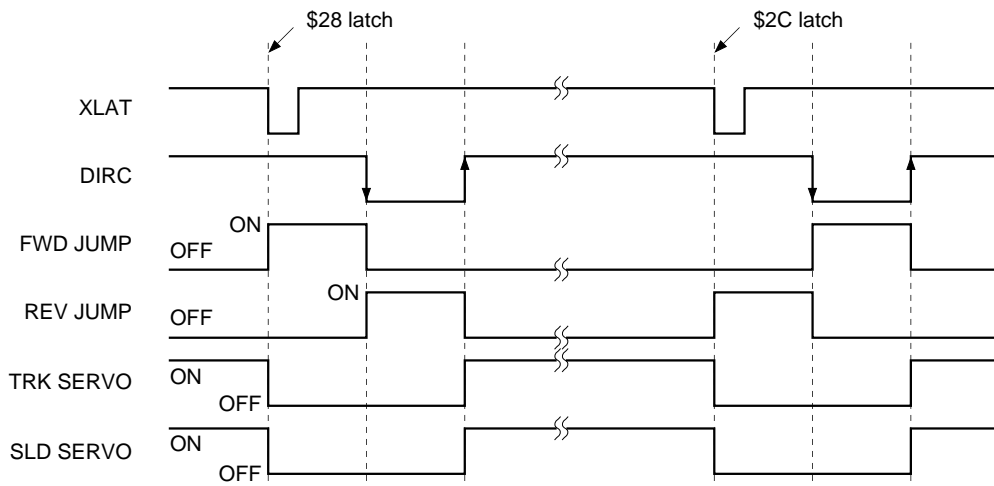 $28 latch
$2C latch
XLAT
DIRC
ON
FWD JUMP
OFF
ON
REV JUMP
OFF
TRK SERVO
ON
OFF
SLD SERVO
ON
OFF